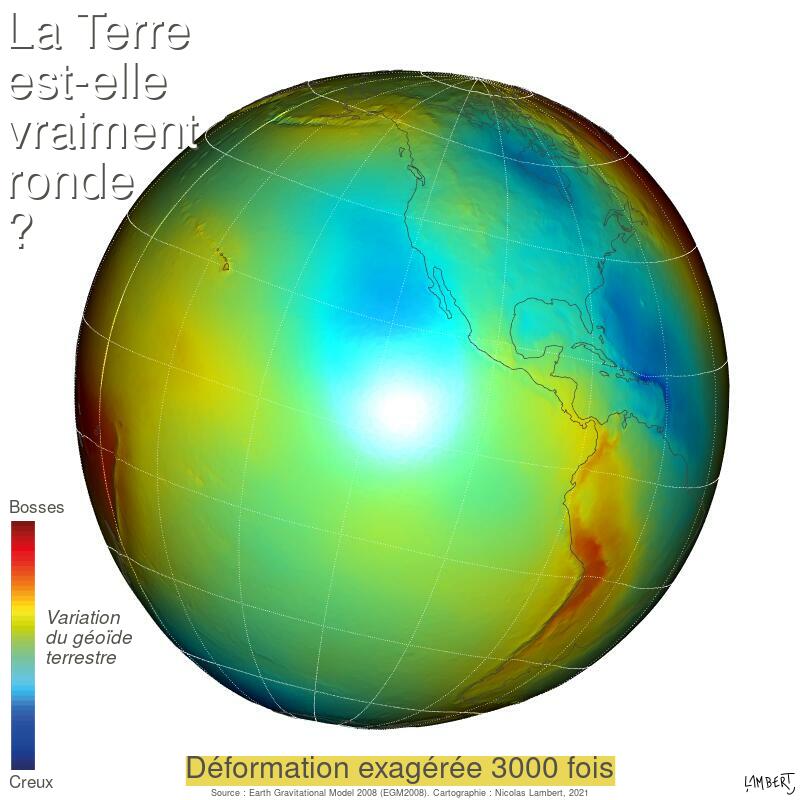 La Terre
est-elle
vraiment
ronde
?
Bosses
Variation
du géoïde
terrestre
Creux
Déformation exagérée 3000 fois
Source : Earth Gravitational Model 2008 (EGM2008). Cartographie : Nicolas Lambert, 2021
LAMBERT